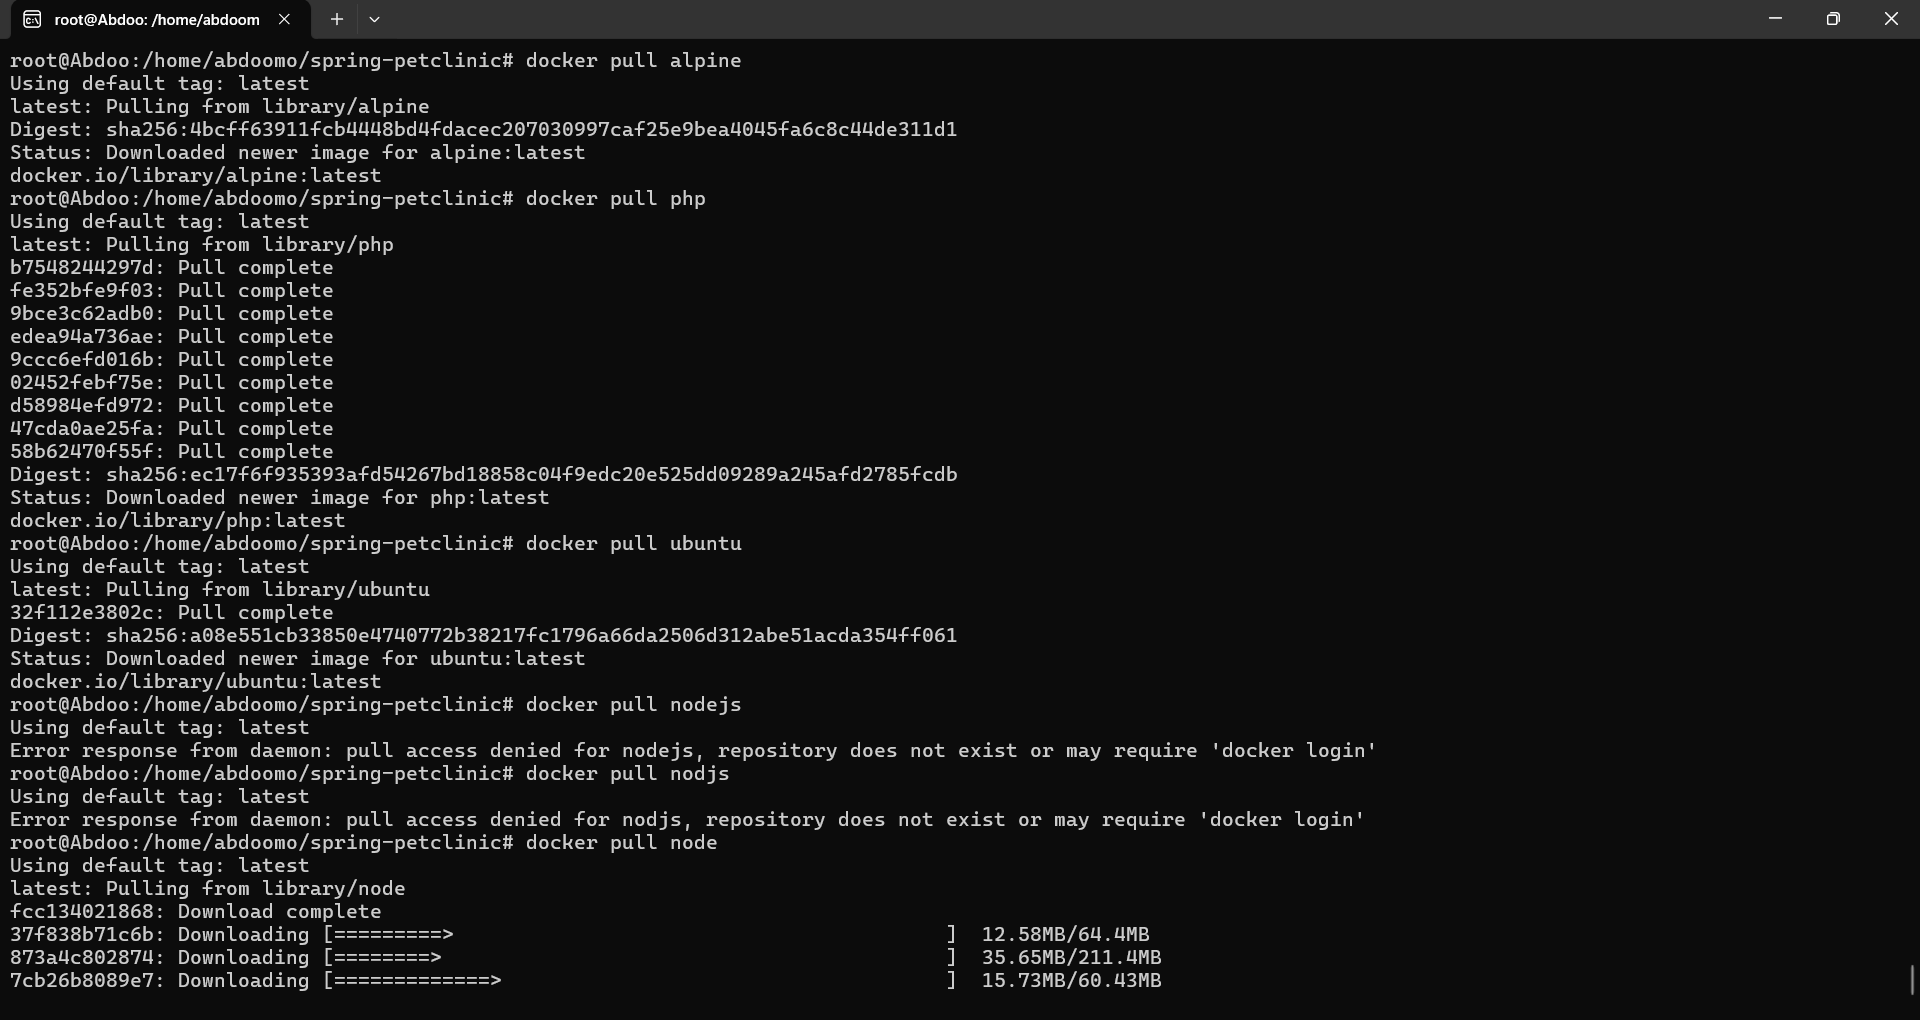 root@Abdoo: /home/abdoom
root@Abdoo:/home/abdoomo/spring-petclinic# docker pull alpine
Using default tag: latest
latest: Pulling from library/alpine
Digest: sha256:4bcff63911fcb4448bd4fdacec207030997caf25e9bea4045fa6c8c44de311d1
Status: Downloaded newer image for alpine:latest
docker.io/library/alpine:latest
root@Abdoo:/home/abdoomo/spring-petclinic# docker pull php
Using default tag: latest
latest: Pulling from library/php
b7548244297d: Pull complete
fe352bfe9f03: Pull complete
9bce3c62adb0: Pull complete
edea94a736ae: Pull complete
9ccc6efd016b: Pull complete
02452febf75e: Pull complete
d58984efd972: Pull complete
47cda0ae25fa: Pull complete
58b62470f55f: Pull complete
Digest: sha256:ec17f6f935393afd54267bd18858c04f9edc20e525dd09289a245afd2785fcdb
Status: Downloaded newer image for php:latest
docker.io/library/php:latest
root@Abdoo:/home/abdoomo/spring-petclinic# docker pull ubuntu
Using default tag: latest
latest: Pulling from library/ubuntu
32f112e3802c: Pull complete
Digest: sha256:a08e551cb33850e4740772b38217fc1796a66da2506d312abe51acda354ff061
Status: Downloaded newer image for ubuntu:latest
docker.io/library/ubuntu:latest
root@Abdoo:/home/abdoomo/spring-petclinic# docker pull nodejs
Using default tag: latest
Error response from daemon: pull access denied for nodejs, repository does not exist or may require 'docker login'
root@Abdoo:/home/abdoomo/spring-petclinic# docker pull nodjs
Using default tag: latest
Error response from daemon: pull access denied for nodjs, repository does not exist or may require 'docker login'
root@Abdoo:/home/abdoomo/spring-petclinic# docker pull node
Using default tag: latest
latest: Pulling from library/node
fcc134021868: Download complete
37f838b71c6b: Downloading [=========>                                         ]  12.58MB/64.4MB
873a4c802874: Downloading [========>                                          ]  35.65MB/211.4MB
7cb26b8089e7: Downloading [=============>                                     ]  15.73MB/60.43MB